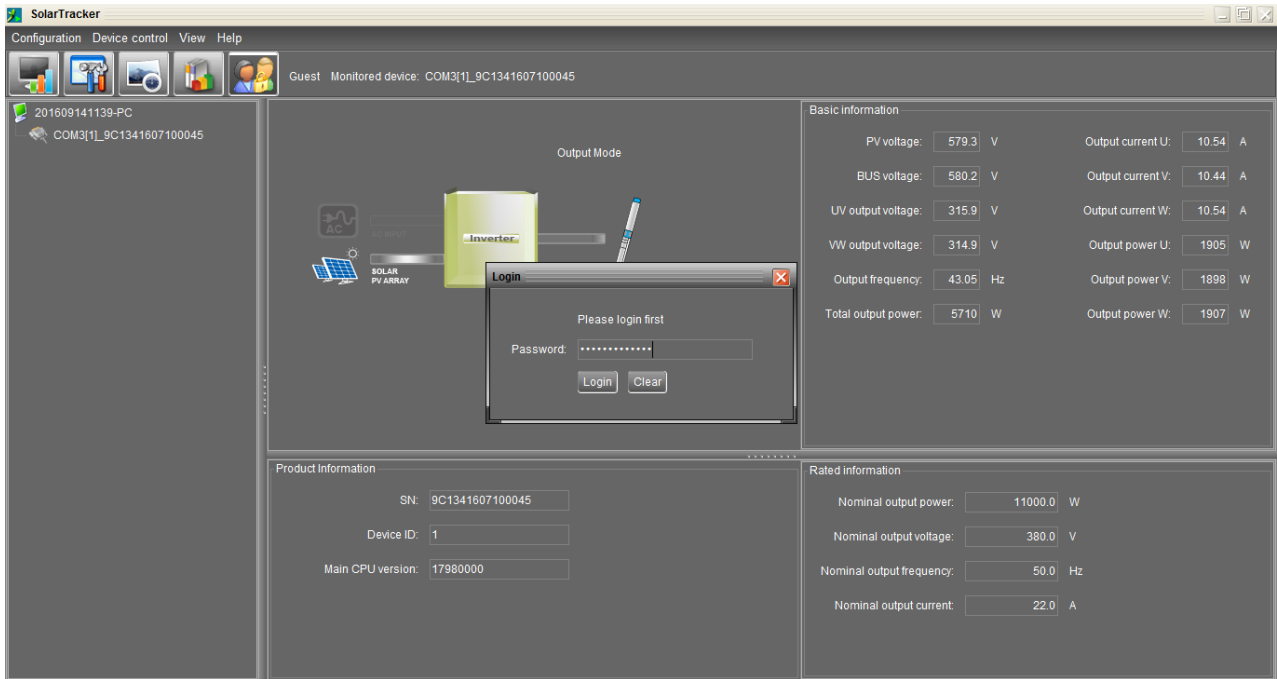 SolarTracker
Configuration Device control View Help
Guest Monitored device: COM3[1]_9C1341607100045
201609141139-PC
COM3[1]_9C1341607100045
Output Mode
AC
AC INPUT
Inverter
SOLAR
PV ARRAY
Login
Please login first
Password: •••••••••••••
Login Clear
Basic information
PV voltage: 579.3 V Output current U: 10.54 A
BUS voltage: 580.2 V Output current V: 10.44 A
UV output voltage: 315.9 V Output current W: 10.54 A
VW output voltage: 314.9 V Output power U: 1905 W
Output frequency: 43.05 Hz Output power V: 1898 W
Total output power: 5710 W Output power W: 1907 W
Product Information
SN: 9C1341607100045
Device ID: 1
Main CPU version: 17980000
Rated information
Nominal output power: 11000.0 W
Nominal output voltage: 380.0 V
Nominal output frequency: 50.0 Hz
Nominal output current: 22.0 A